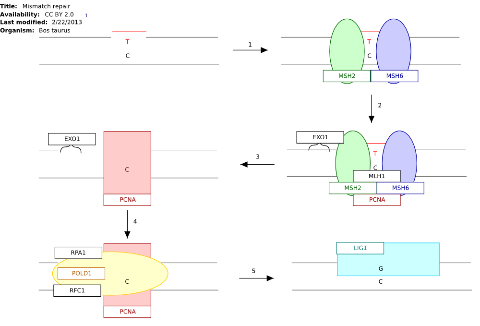 Title: Mismatch repair
Availability: CC BY 2.0
Last modified: 2/22/2013
Organism: Bos taurus
T
C
1
T
C
MSH2
MSH6
2
EXO1
C
PCNA
3
EXO1
T
C
MLH1
MSH2
MSH6
PCNA
4
RPA1
POLD1
C
RFC1
PCNA
5
LIG1
G
C